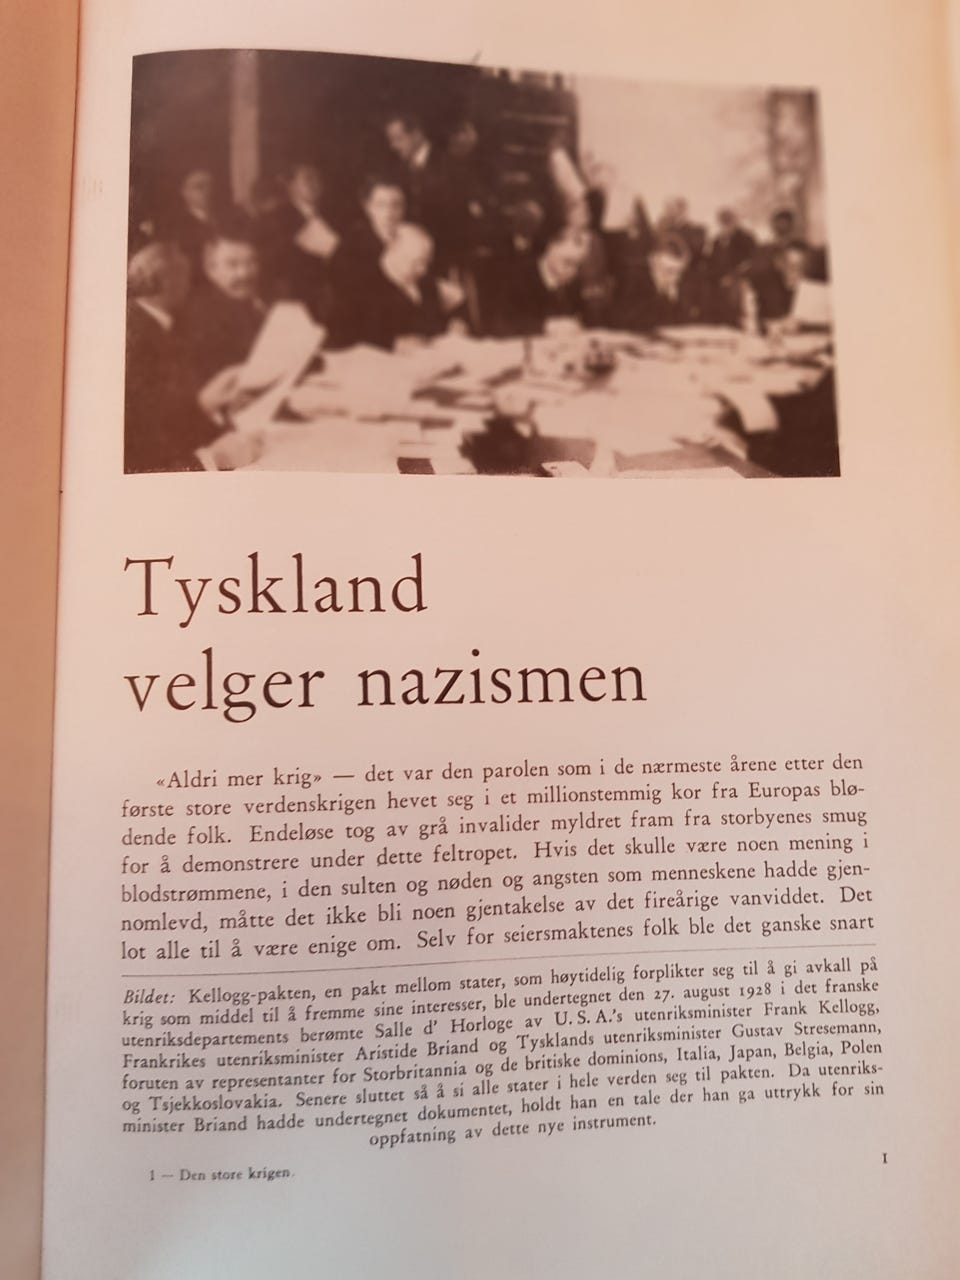 Tyskland
velger nazismen
«Aldri mer krig» — det var den parolen som i de nærmeste årene etter den
første store verdenskrigen hevet seg i et millionstemmig kor fra Europas blø-
dende folk. Endeløse tog av grå invalider myldret fram fra storbyenes smug
for å demonstrere under dette feltropet. Hvis det skulle være noen mening i
blodstrømmene, i den sulten og nøden og angsten som menneskene hadde gjen-
nomlevd, måtte det ikke bli noen gjentakelse av det fireårige vanviddet. Det
lot alle til å være enige om. Selv for seiersmaktenes folk ble det ganske snart
Bildet: Kellogg-pakten, en pakt mellom stater, som høytidelig forplikter seg til å gi avkall på
krig som middel til å fremme sine interesser, ble undertegnet den 27. august 1928 i det franske
utenriksdepartements berømte Salle d' Horloge av U.S.A.'s utenriksminister Frank Kellogg,
Frankrikes utenriksminister Aristide Briand og Tysklands utenriksminister Gustav Stresemann,
foruten av representanter for Storbritannia og de britiske dominions, Italia, Japan, Belgia, Polen
og Tsjekkoslovakia. Senere sluttet så å si alle stater i hele verden seg til pakten. Da utenriks-
minister Briand hadde undertegnet dokumentet, holdt han en tale der han ga uttrykk for sin
oppfatning av dette nye instrument.
1 — Den store krigen.
1